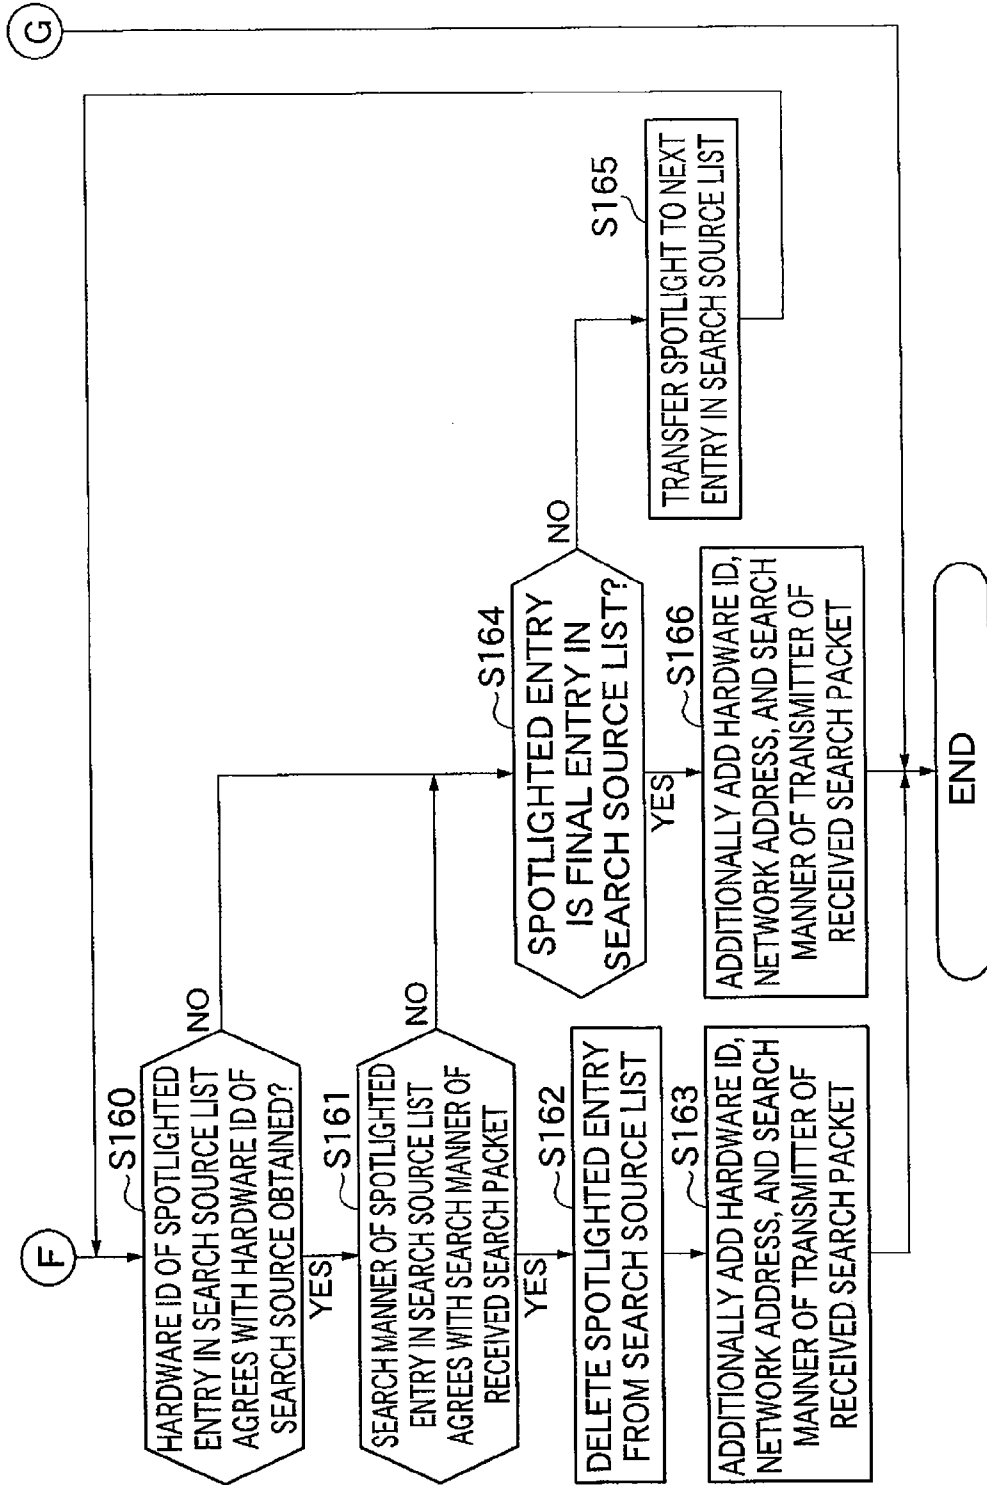 F
S160
HARDWARE ID OF SPOTLIGHTED
ENTRY IN SEARCH SOURCE LIST
AGREES WITH HARDWARE ID OF
SEARCH SOURCE OBTAINED?
NO
YES
S161
SEARCH MANNER OF SPOTLIGHTED
ENTRY IN SEARCH SOURCE LIST
AGREES WITH SEARCH MANNER OF
RECEIVED SEARCH PACKET
NO
YES
S162
DELETE SPOTLIGHTED ENTRY
FROM SEARCH SOURCE LIST
S163
ADDITIONALLY ADD HARDWARE ID,
NETWORK ADDRESS, AND SEARCH
MANNER OF TRANSMITTER OF
RECEIVED SEARCH PACKET
S164
SPOTLIGHTED ENTRY
IS FINAL ENTRY IN
SEARCH SOURCE LIST?
NO
YES
S165
TRANSFER SPOTLIGHT TO NEXT
ENTRY IN SEARCH SOURCE LIST
S166
ADDITIONALLY ADD HARDWARE ID,
NETWORK ADDRESS, AND SEARCH
MANNER OF TRANSMITTER OF
RECEIVED SEARCH PACKET
G
END